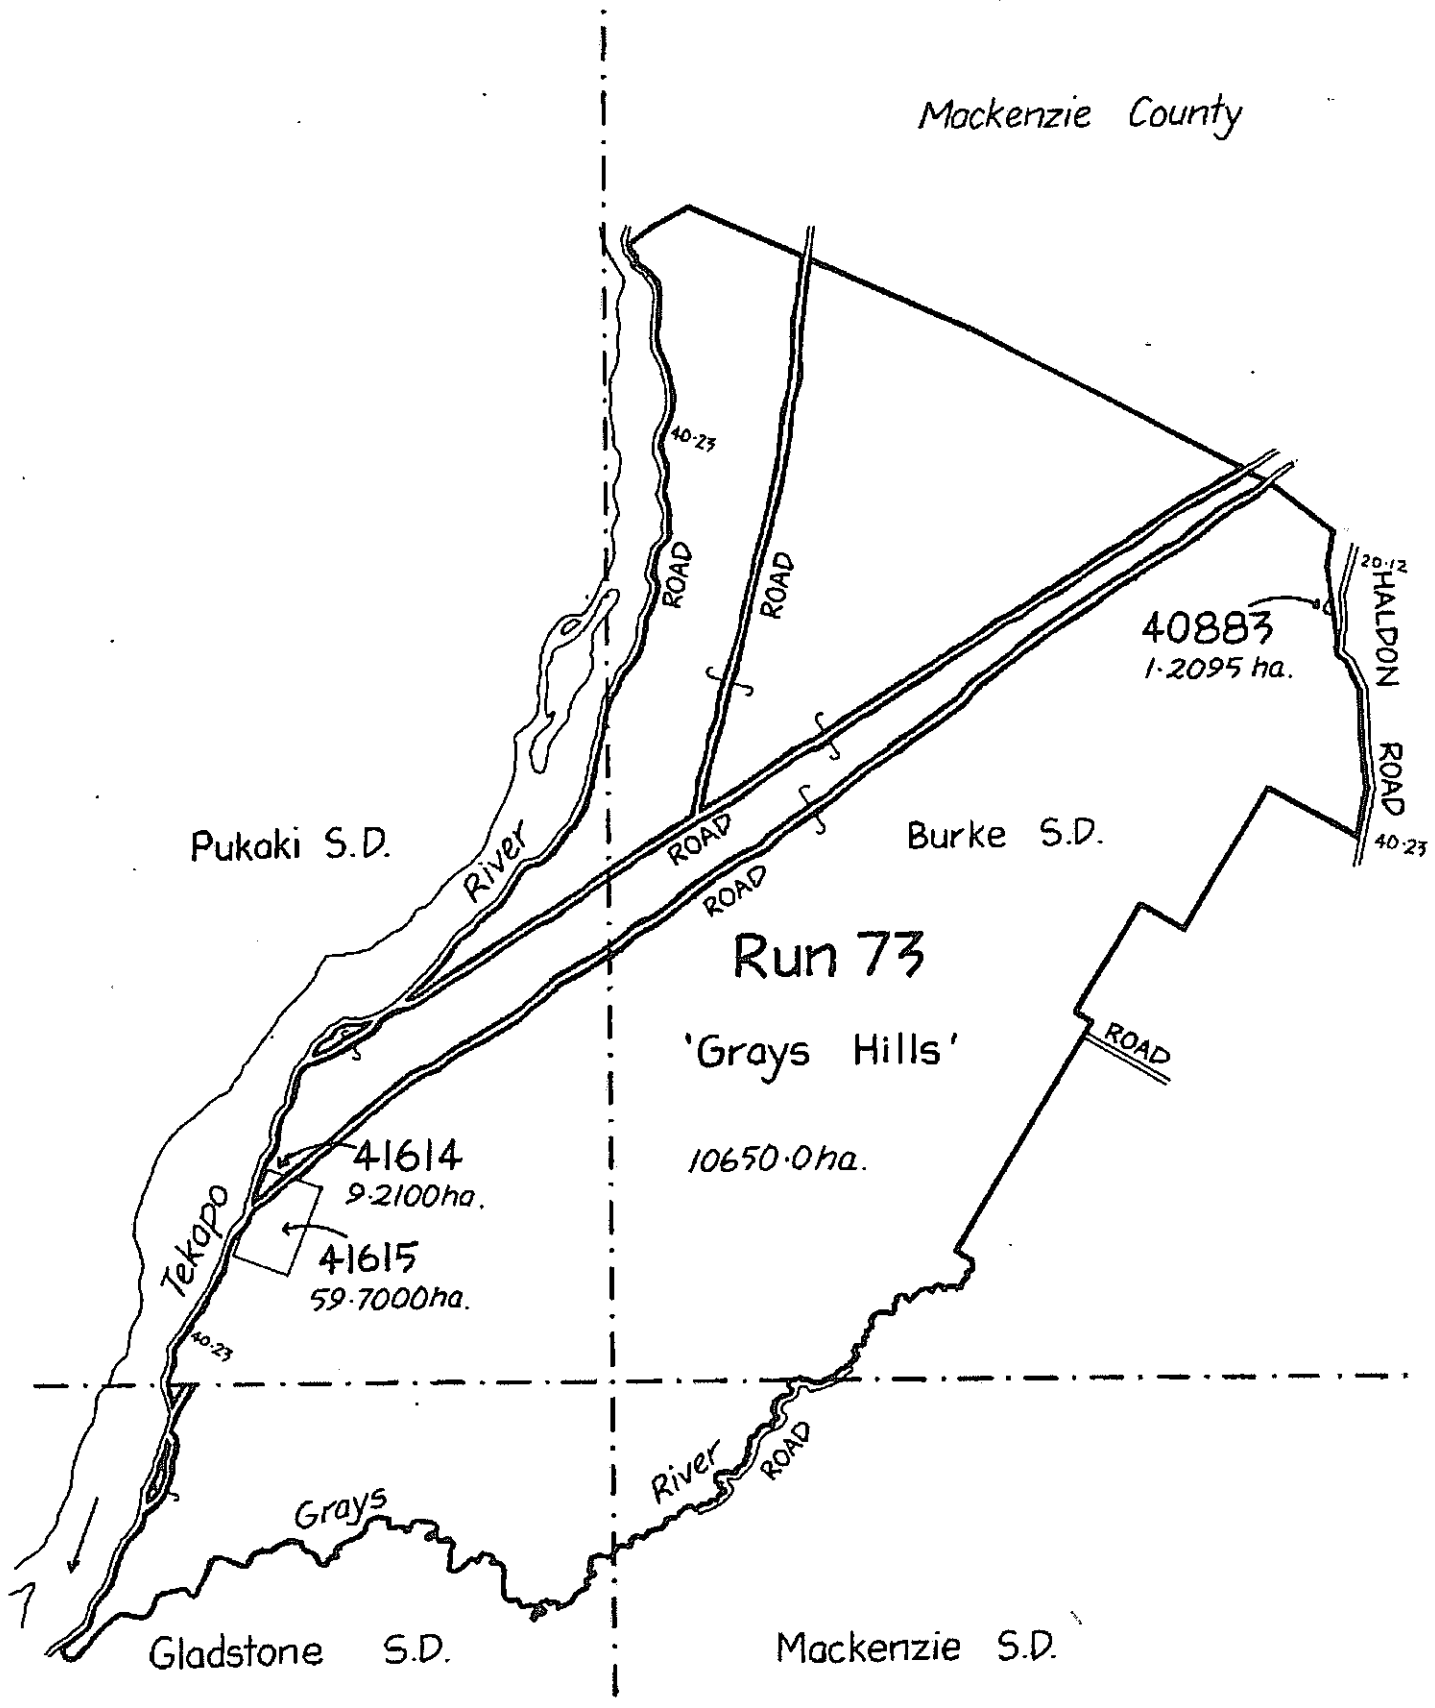 Mackenzie County
40·23
ROAD
ROAD
20·12
HALDON ROAD
40883
1·2095 ha.
40·23
Pukaki S.D.
River
ROAD
ROAD
Burke S.D.
Run 73
'Grays Hills'
10650·0ha.
ROAD
41614
9·2100ha.
Tekapo
41615
59·7000ha.
40·23
River
ROAD
Grays
Gladstone S.D.
Mackenzie S.D.